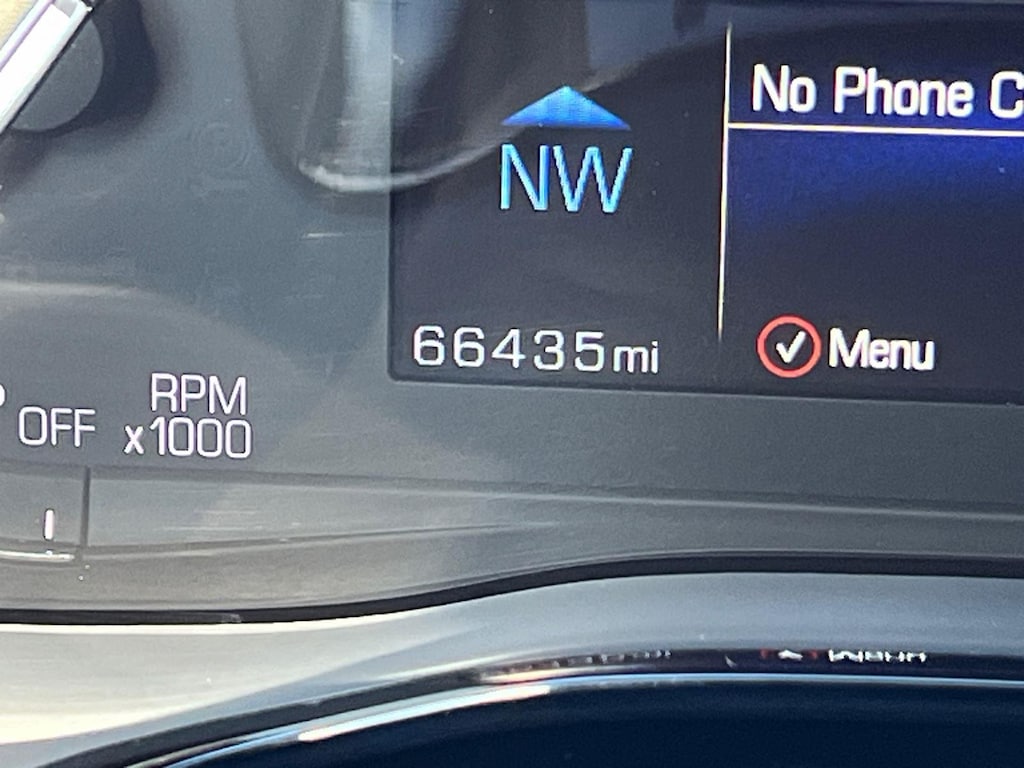 NW
No Phone C
66435mi
Menu
RPM
OFF x1000